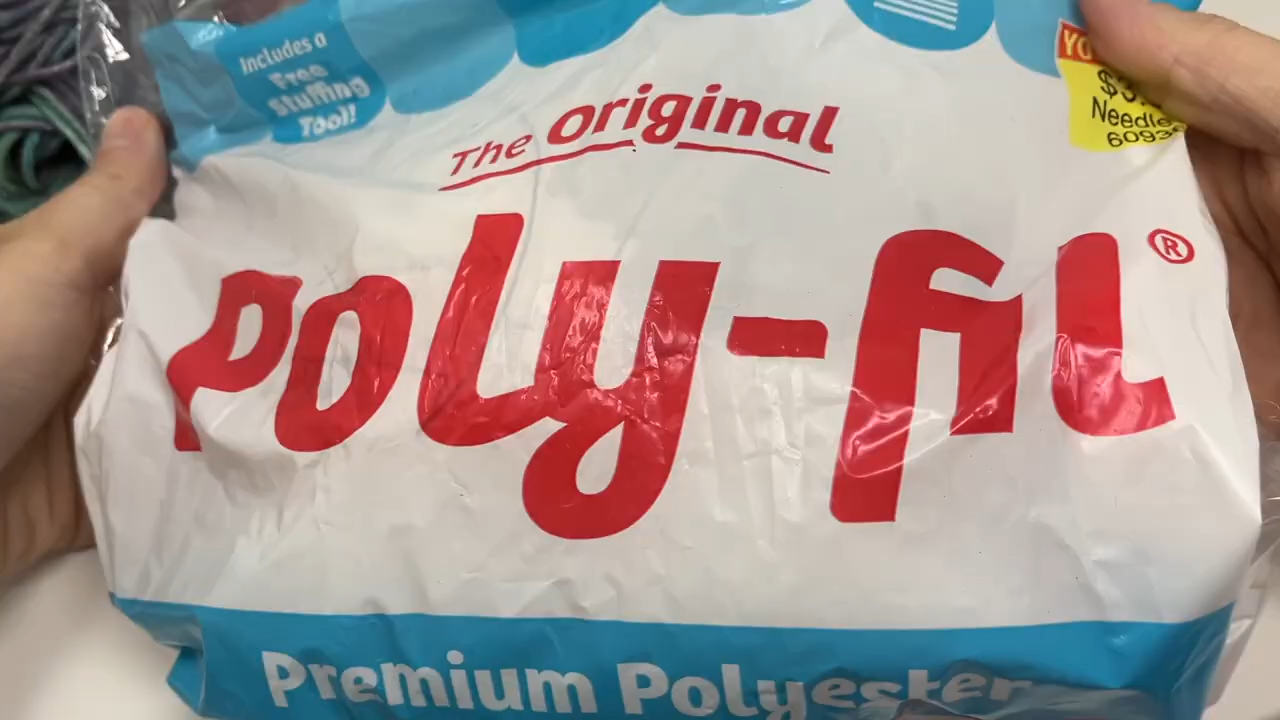 Includes a
Free
Stuffing
Tool!
The Original
Poly-fil®
Premium Polyester